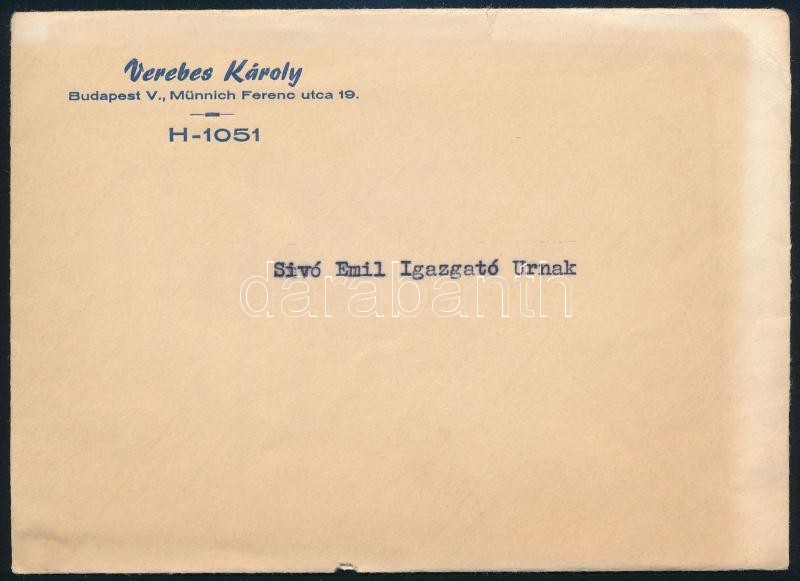 Verebes Károly
Budapest V., Münnich Ferenc utca 19.
H-1051
Sivó Emil Igazgató Urnak
darabanth